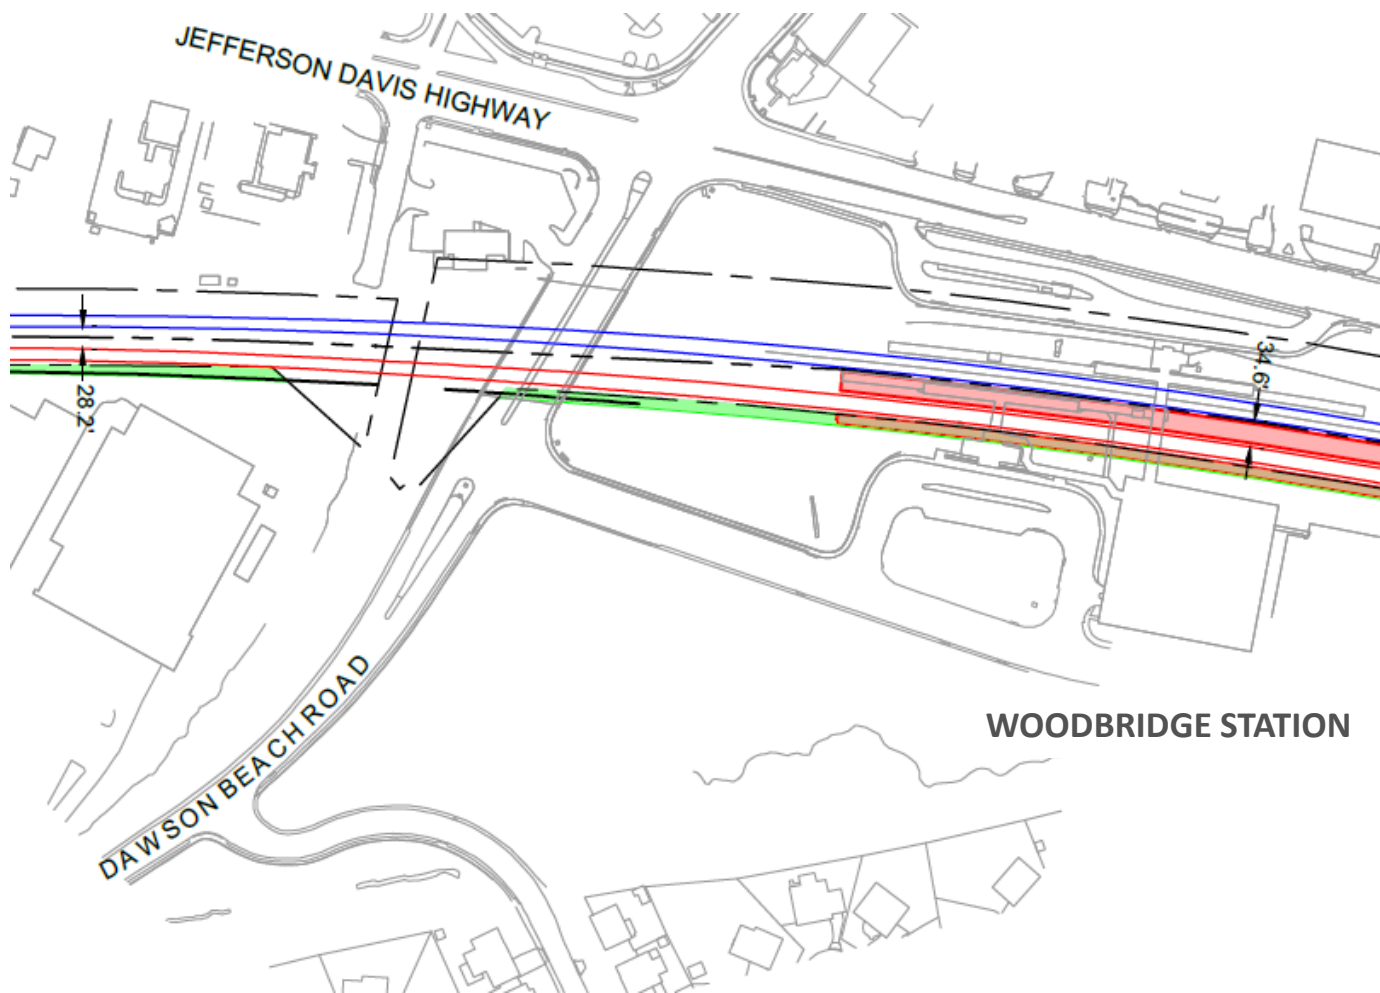 JEFFERSON DAVIS HIGHWAY
28.2'
34.6'
WOODBRIDGE STATION
DAWSON BEACH ROAD